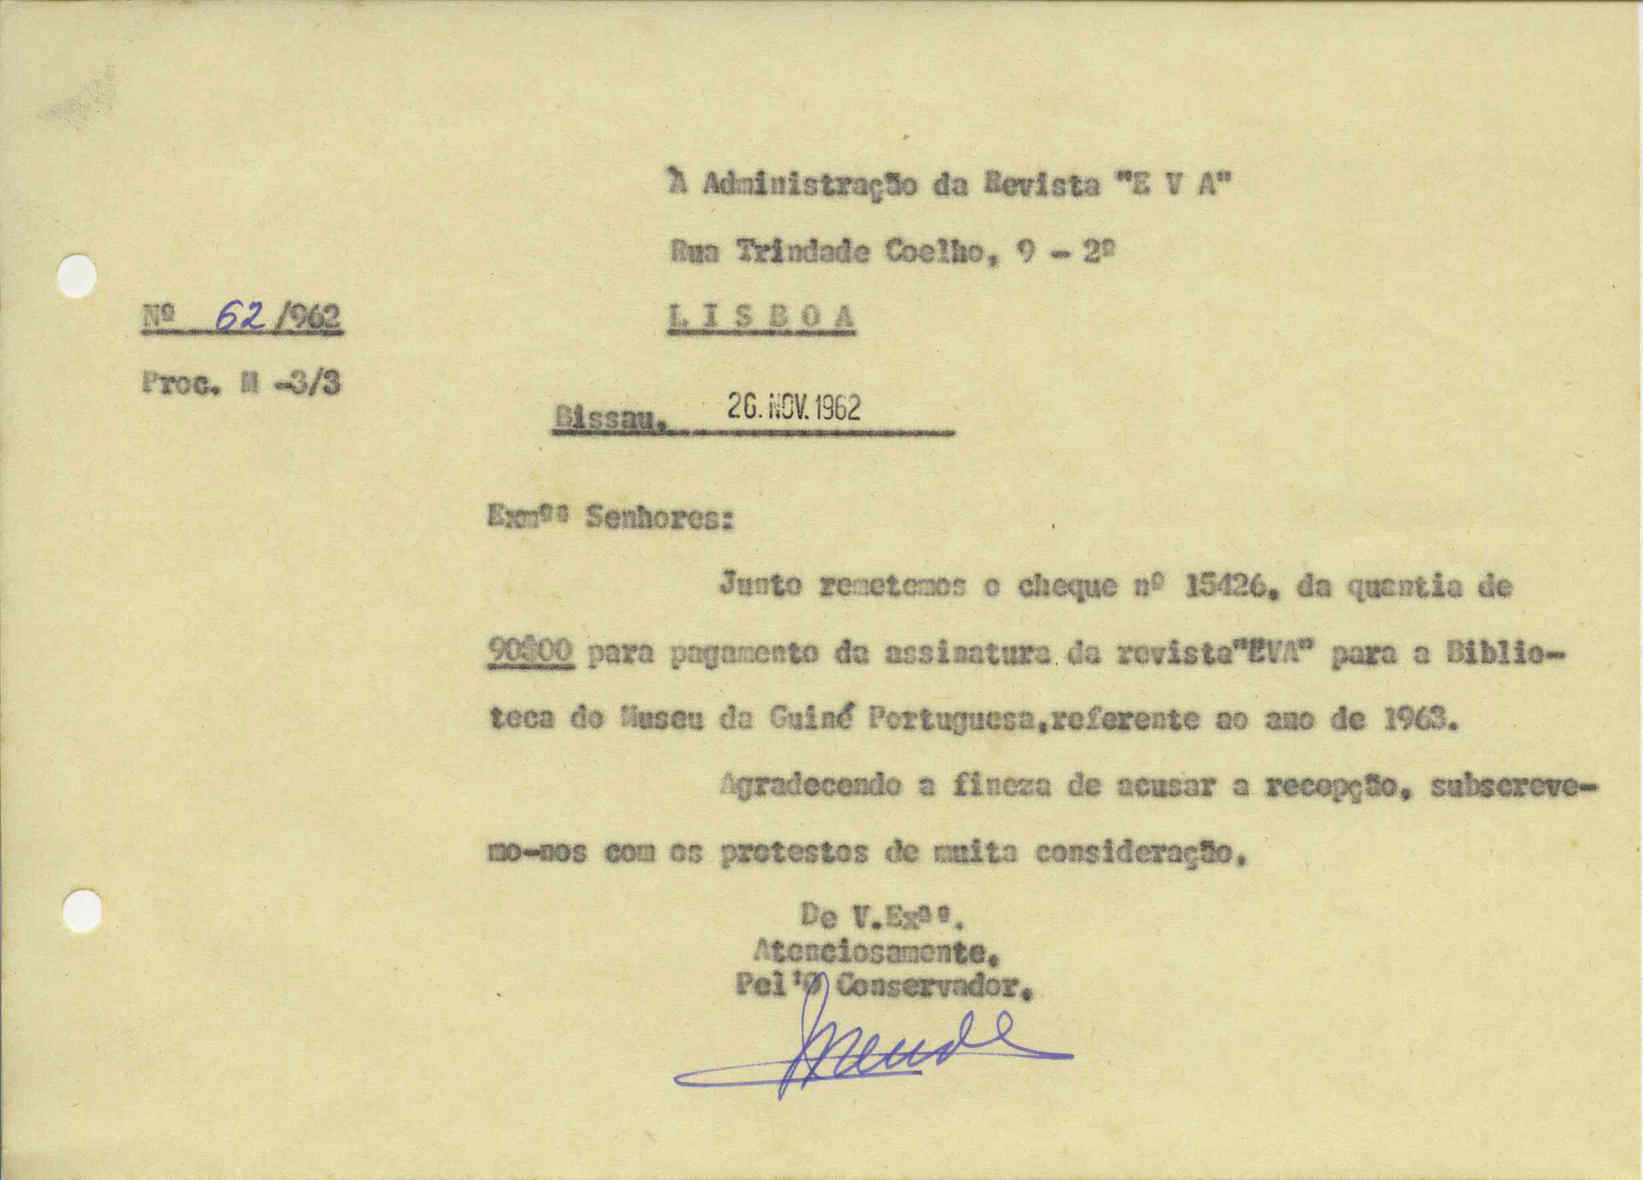 À Administração da Revista "E V A"
Rua Trindade Coelho, 9 - 2º
Nº 62/962
L I S B O A
Proc. M -3/3
Bissau, 26. NOV. 1962
Exmºs Senhores:
Junto remetemos o cheque nº 15426, da quantia de
90$00 para pagamento da assinatura da revista"EVA" para a Biblio-
teca do Museu da Guiné Portuguesa,referente ao ano de 1963.
Agradecendo a fineza de acusar a recepção, subscreve-
mo-nos com os protestos de muita consideração,
De V.Exªs.
Atenciosamente,
Pel'O Conservador,